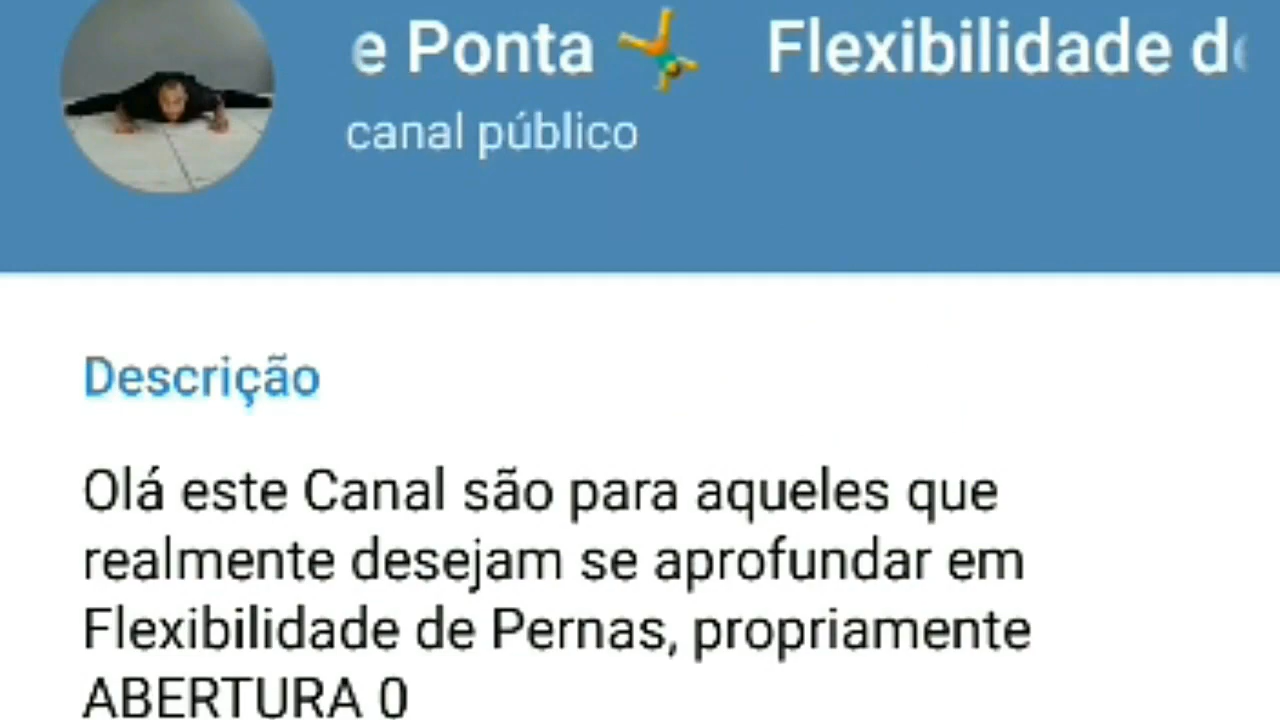 e Ponta 🤸 Flexibilidade d
canal público
Descrição
Olá este Canal são para aqueles que
realmente desejam se aprofundar em
Flexibilidade de Pernas, propriamente
ABERTURA 0